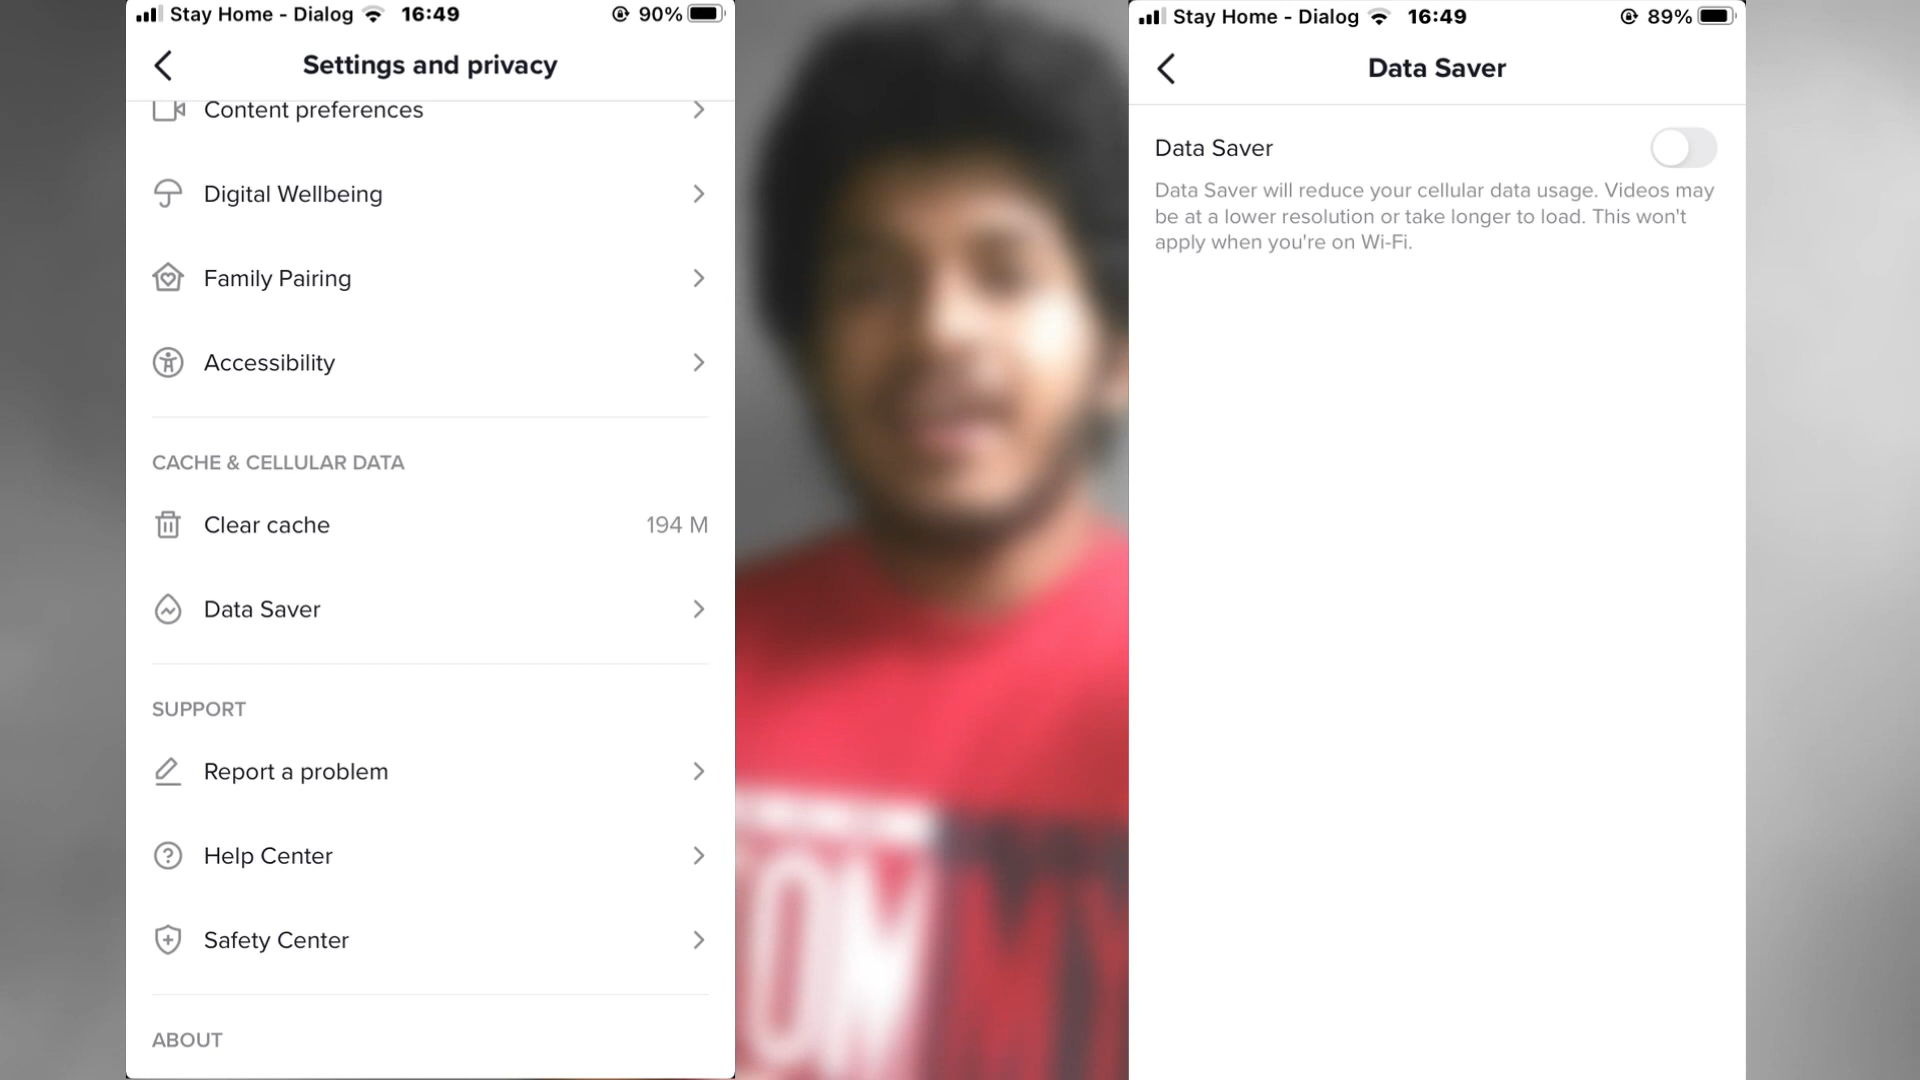 Stay Home - Dialog 16:49 90%
Settings and privacy
Content preferences
Digital Wellbeing
Family Pairing
Accessibility
CACHE & CELLULAR DATA
Clear cache 194 M
Data Saver
SUPPORT
Report a problem
Help Center
Safety Center
ABOUT
OMMY
Stay Home - Dialog 16:49 89%
Data Saver
Data Saver
Data Saver will reduce your cellular data usage. Videos may
be at a lower resolution or take longer to load. This won't
apply when you're on Wi-Fi.